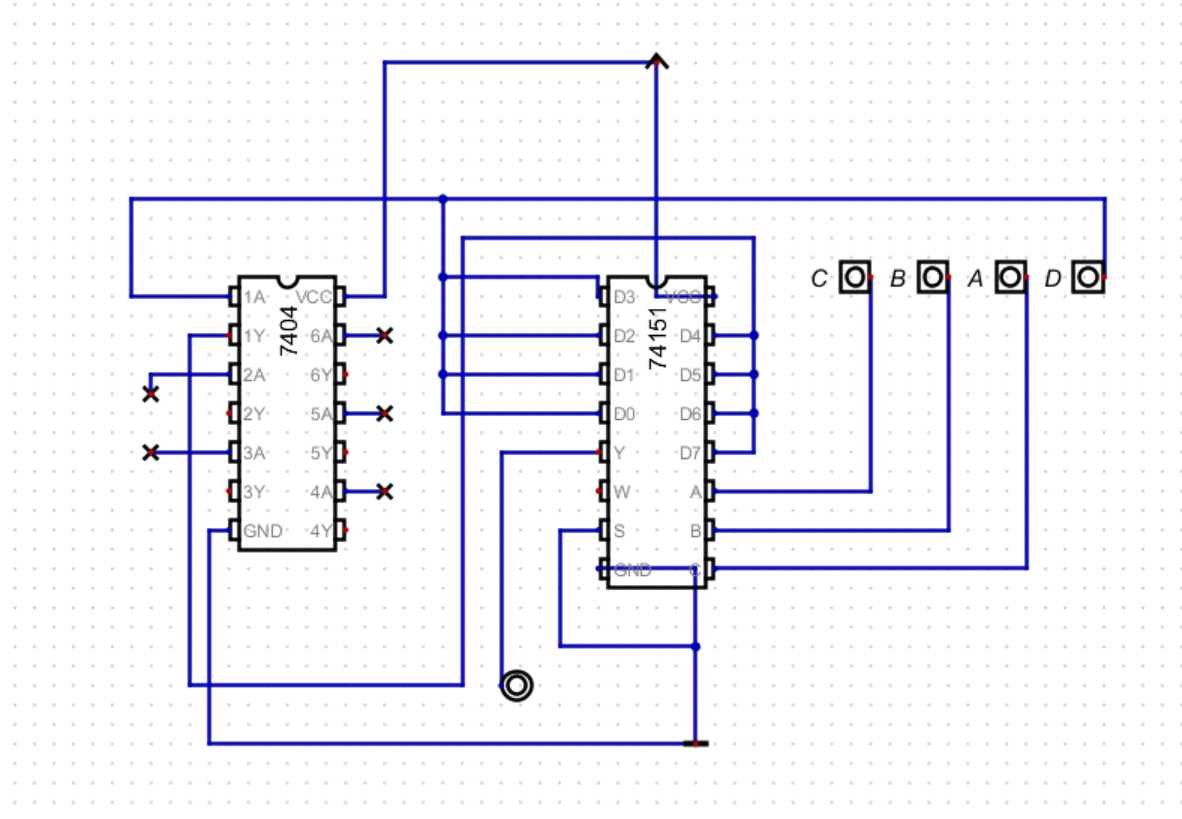 C B A D
7404
1A VCC
1Y 6A
2A 6Y
2Y 5A
3A 5Y
3Y 4A
GND 4Y
74151
D3 VCC
D2 D4
D1 D5
D0 D6
Y D7
W A
S B
GND C